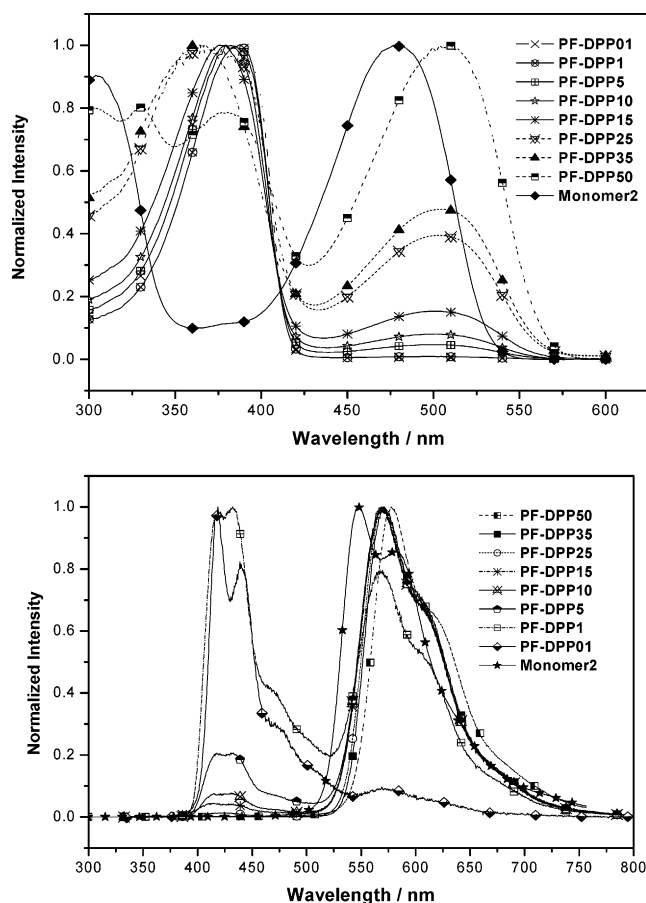 Normalized Intensity
1.0
0.8
0.6
0.4
0.2
0.0
PF-DPP01
PF-DPP1
PF-DPP5
PF-DPP10
PF-DPP15
PF-DPP25
PF-DPP35
PF-DPP50
Monomer2
300 350 400 450 500 550 600
Wavelength / nm
Normalized Intensity
1.0
0.8
0.6
0.4
0.2
0.0
PF-DPP50
PF-DPP35
PF-DPP25
PF-DPP15
PF-DPP10
PF-DPP5
PF-DPP1
PF-DPP01
Monomer2
300 350 400 450 500 550 600 650 700 750 800
Wavelength / nm